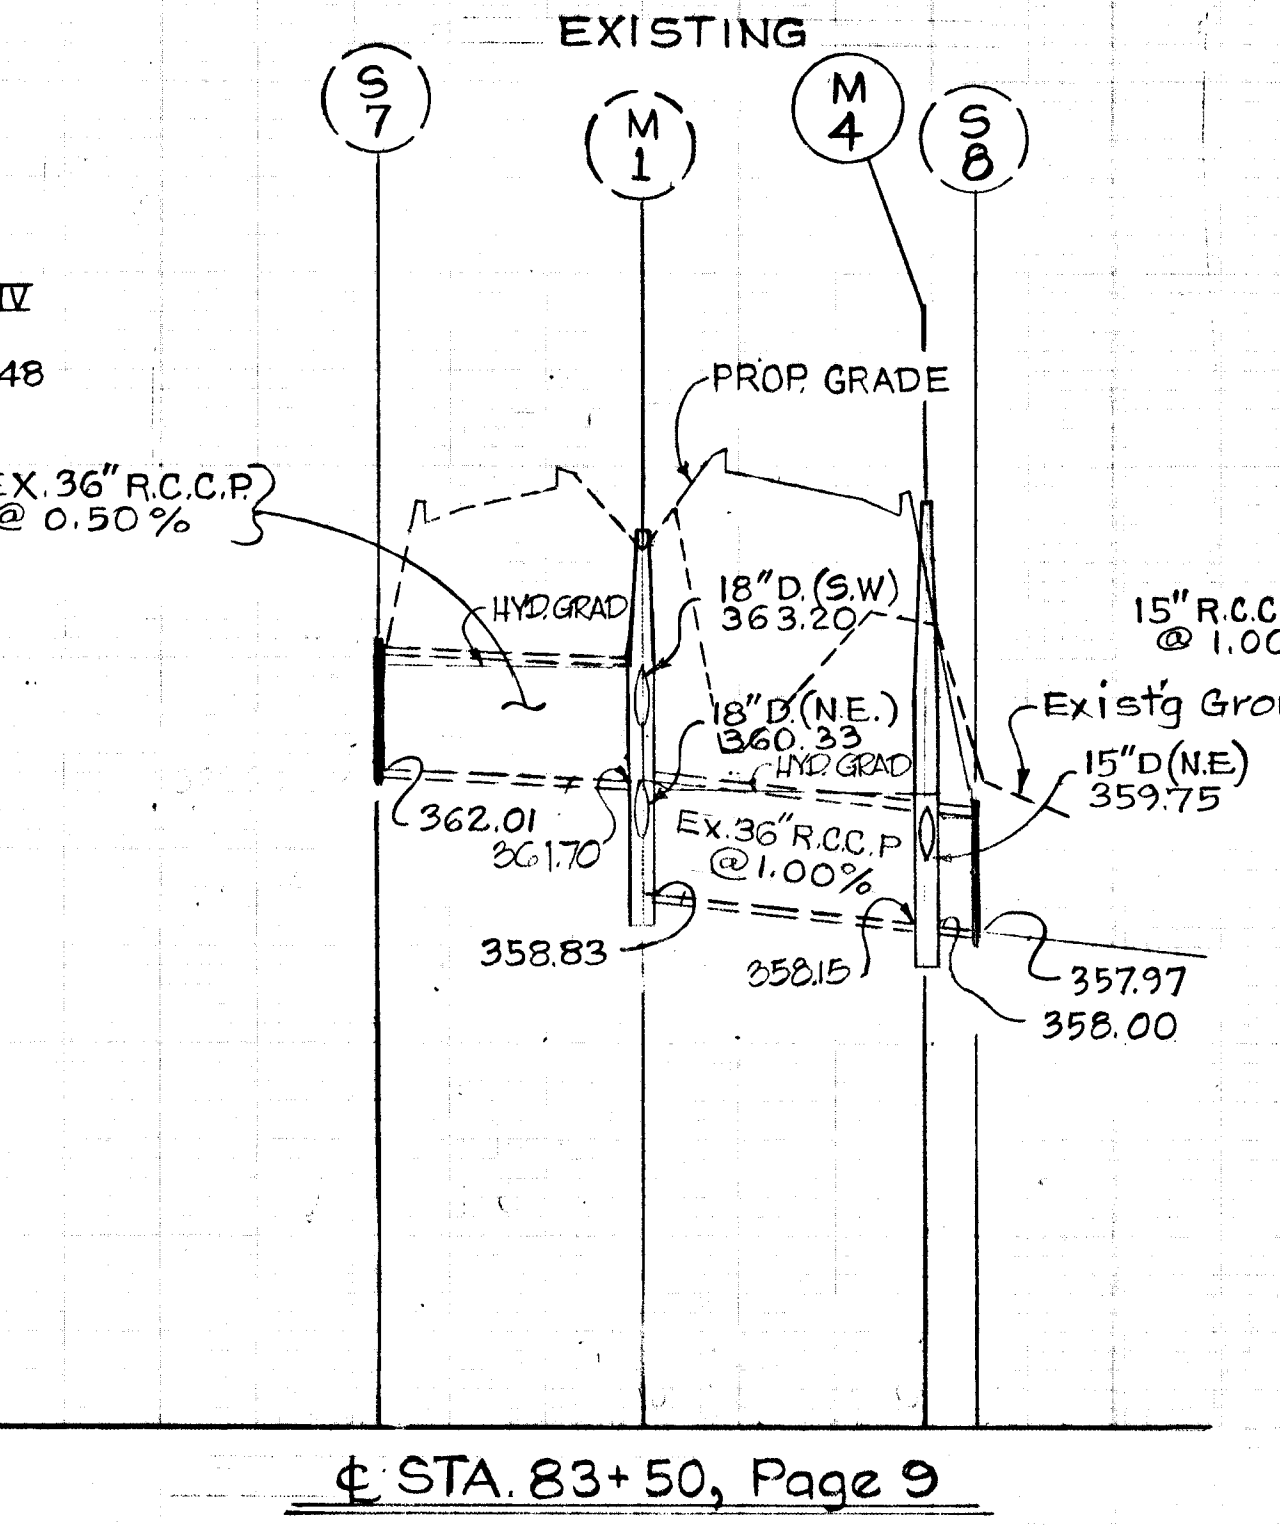 EXISTING
S
7
M
1
M
4
S
8
IV
48
PROP. GRADE
EX. 36" R.C.C.P.
@ 0.50%
HYD. GRAD
18" D. (S.W)
363.20
15" R.C.C
@ 1.00
18" D. (N.E.)
360.33
HYD. GRAD
Exist'g Grou
15" D (N.E)
359.75
362.01
361.70
EX. 36" R.C.C.P
@ 1.00%
358.83
358.15
357.97
358.00
℄ STA. 83+50, Page 9